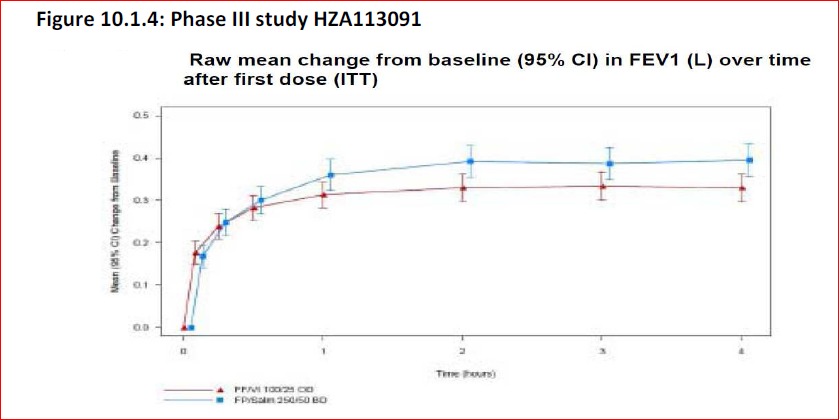 Figure 10.1.4: Phase III study HZA113091
Raw mean change from baseline (95% CI) in FEV1 (L) over time
after first dose (ITT)
Mean (95% CI) Change from Baseline
0.5
0.4
0.3
0.2
0.1
0.0
0
1
2
3
4
Time (hours)
FF/VI 100/25 OD
FP/Salm 250/50 BD